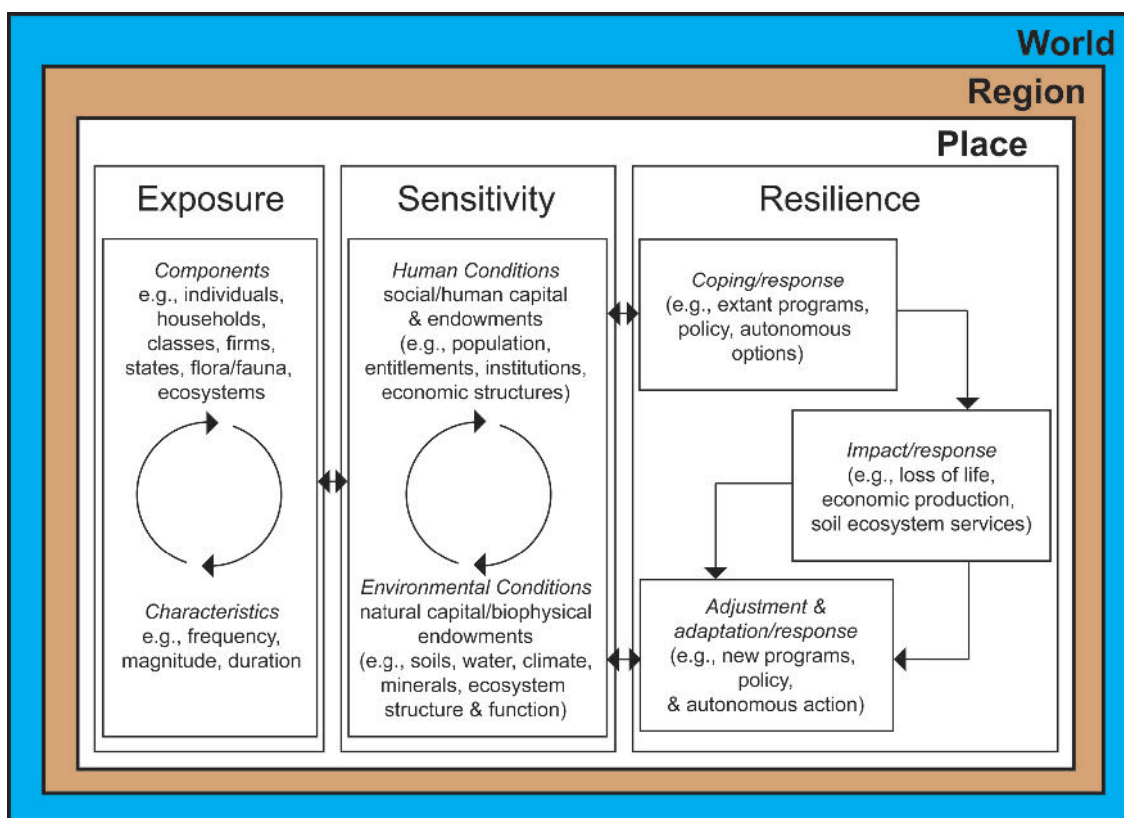 World
Region
Place
Exposure
Components
e.g., individuals,
households,
classes, firms,
states, flora/fauna,
ecosystems
Characteristics
e.g., frequency,
magnitude, duration
Sensitivity
Human Conditions
social/human capital
& endowments
(e.g., population,
entitlements, institutions,
economic structures)
Environmental Conditions
natural capital/biophysical
endowments
(e.g., soils, water, climate,
minerals, ecosystem
structure & function)
Resilience
Coping/response
(e.g., extant programs,
policy, autonomous
options)
Impact/response
(e.g., loss of life,
economic production,
soil ecosystem services)
Adjustment &
adaptation/response
(e.g., new programs,
policy,
& autonomous action)